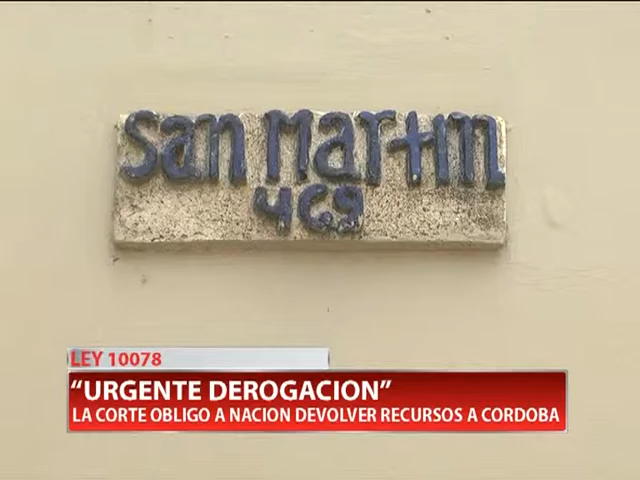 san martin
469
LEY 10078
“URGENTE DEROGACION”
LA CORTE OBLIGO A NACION DEVOLVER RECURSOS A CORDOBA